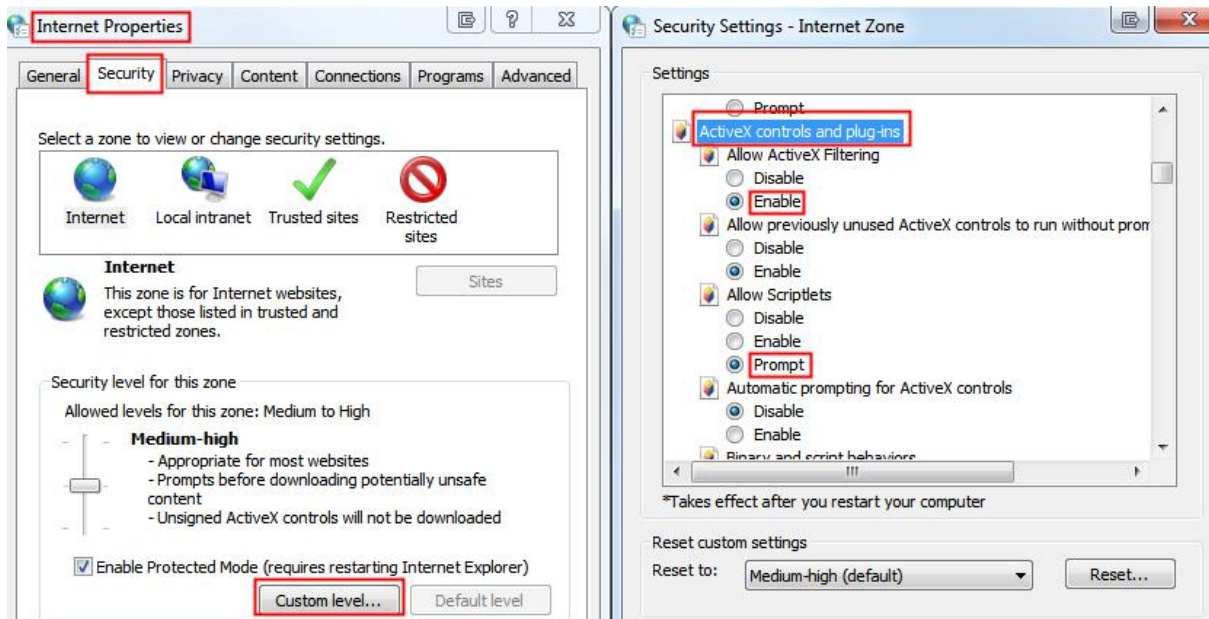 Internet Properties
General Security Privacy Content Connections Programs Advanced
Select a zone to view or change security settings.
Internet Local intranet Trusted sites Restricted
sites
Internet
This zone is for Internet websites,
except those listed in trusted and
restricted zones.
Sites
Security level for this zone
Allowed levels for this zone: Medium to High
Medium-high
- Appropriate for most websites
- Prompts before downloading potentially unsafe
content
- Unsigned ActiveX controls will not be downloaded
Enable Protected Mode (requires restarting Internet Explorer)
Custom level... Default level
Security Settings - Internet Zone
Settings
Prompt
ActiveX controls and plug-ins
Allow ActiveX Filtering
Disable
Enable
Allow previously unused ActiveX controls to run without prom
Disable
Enable
Allow Scriptlets
Disable
Enable
Prompt
Automatic prompting for ActiveX controls
Disable
Enable
Binary and script behaviors
*Takes effect after you restart your computer
Reset custom settings
Reset to: Medium-high (default) Reset...